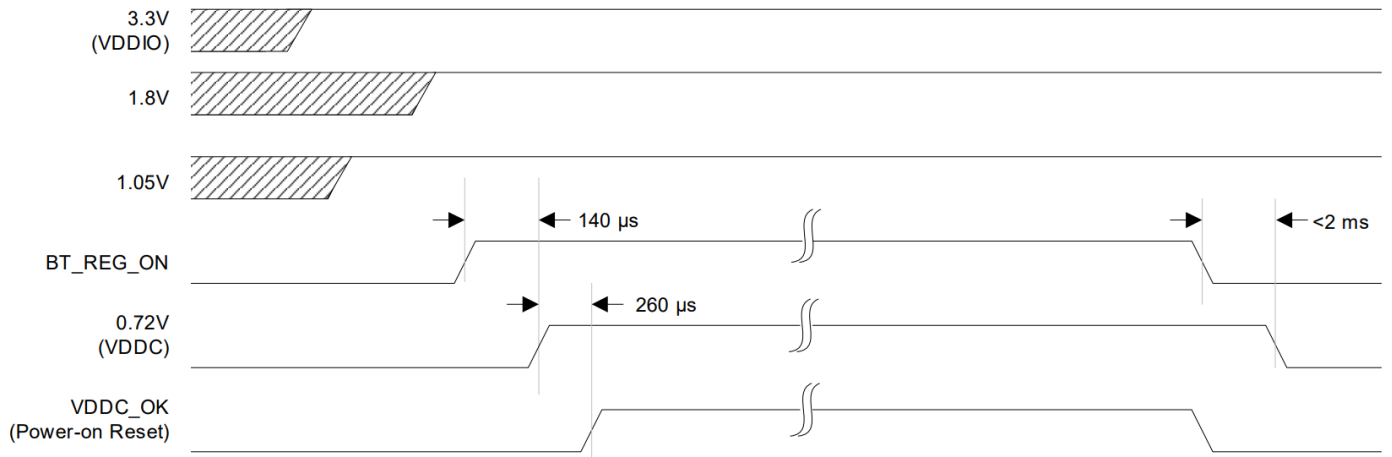 3.3V
(VDDIO)
1.8V
1.05V
140 µs
<2 ms
BT_REG_ON
260 µs
0.72V
(VDDC)
VDDC_OK
(Power-on Reset)